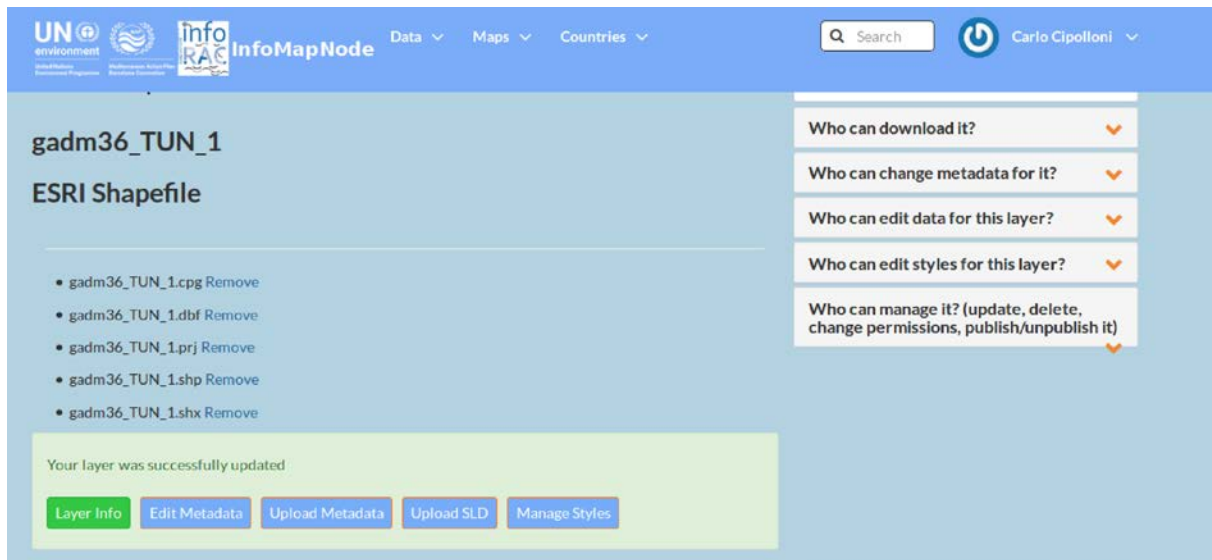 UN
environment
info
RAC
InfoMapNode
Data
Maps
Countries
Search
Carlo Cipolloni
gadm36_TUN_1
ESRI Shapefile
• gadm36_TUN_1.cpg Remove
• gadm36_TUN_1.dbf Remove
• gadm36_TUN_1.prj Remove
• gadm36_TUN_1.shp Remove
• gadm36_TUN_1.shx Remove
Your layer was successfully updated
Layer Info
Edit Metadata
Upload Metadata
Upload SLD
Manage Styles
Who can download it?
Who can change metadata for it?
Who can edit data for this layer?
Who can edit styles for this layer?
Who can manage it? (update, delete,
change permissions, publish/unpublish it)